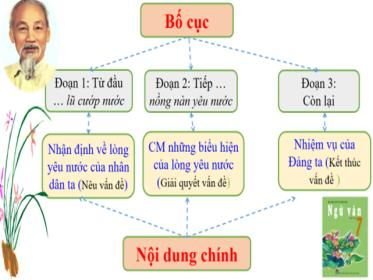 Bố cục
Đoạn 1: Từ đầu
… lũ cướp nước
Đoạn 2: Tiếp …
nồng nàn yêu nước
Đoạn 3:
Còn lại
Nhận định về lòng
yêu nước của nhân
dân ta (Nêu vấn đề)
CM những biểu hiện
của lòng yêu nước
(Giải quyết vấn đề )
Nhiệm vụ của
Đảng ta (Kết thúc
vấn đề )
Nội dung chính
Ngữ văn
7